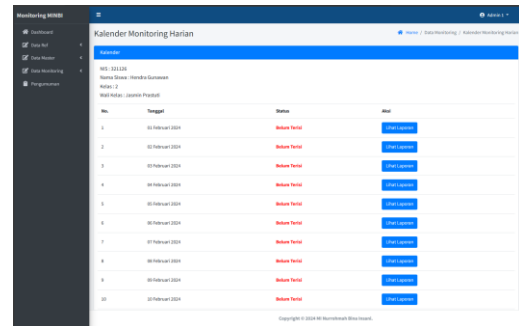 Monitoring MINBI
Admin 1
Dashboard
Data Ref
Data Master
Data Monitoring
Pengumuman
Kalender Monitoring Harian
Home / Data Monitoring / Kalender Monitoring Harian
Kalender
NIS : 321131
Nama Siswa : Hendra Gunawan
Kelas : 2
Wali Kelas : Jasmin Prastuti
No. Tanggal Status Aksi
1 01 Februari 2024 Belum Terisi Lihat Laporan
2 02 Februari 2024 Belum Terisi Lihat Laporan
3 03 Februari 2024 Belum Terisi Lihat Laporan
4 04 Februari 2024 Belum Terisi Lihat Laporan
5 05 Februari 2024 Belum Terisi Lihat Laporan
6 06 Februari 2024 Belum Terisi Lihat Laporan
7 07 Februari 2024 Belum Terisi Lihat Laporan
8 08 Februari 2024 Belum Terisi Lihat Laporan
9 09 Februari 2024 Belum Terisi Lihat Laporan
10 10 Februari 2024 Belum Terisi Lihat Laporan
Copyright © 2024 MI Nurrohmah Bina Insani.